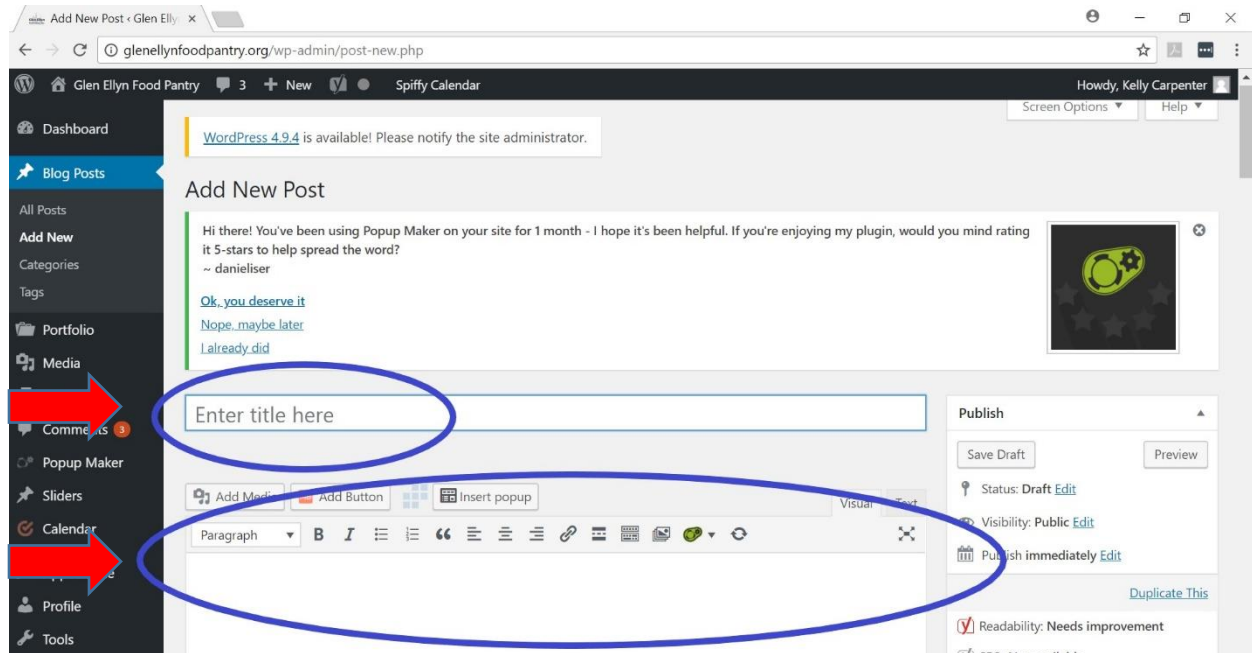 Add New Post ‹ Glen Elly
glenellynfoodpantry.org/wp-admin/post-new.php
Glen Ellyn Food Pantry 3 New Spiffy Calendar Howdy, Kelly Carpenter
Screen Options Help
Dashboard
WordPress 4.9.4 is available! Please notify the site administrator.
Blog Posts
Add New Post
All Posts
Add New
Categories
Tags
Portfolio
Media
Comments 3
Popup Maker
Sliders
Calendar
Profile
Tools
Hi there! You've been using Popup Maker on your site for 1 month - I hope it's been helpful. If you're enjoying my plugin, would you mind rating
it 5-stars to help spread the word?
~ danieliser
Ok, you deserve it
Nope, maybe later
I already did
Enter title here
Add Media Add Button Insert popup
Visual Text
Paragraph B I
Publish
Save Draft Preview
Status: Draft Edit
Visibility: Public Edit
Publish immediately Edit
Duplicate This
Readability: Needs improvement